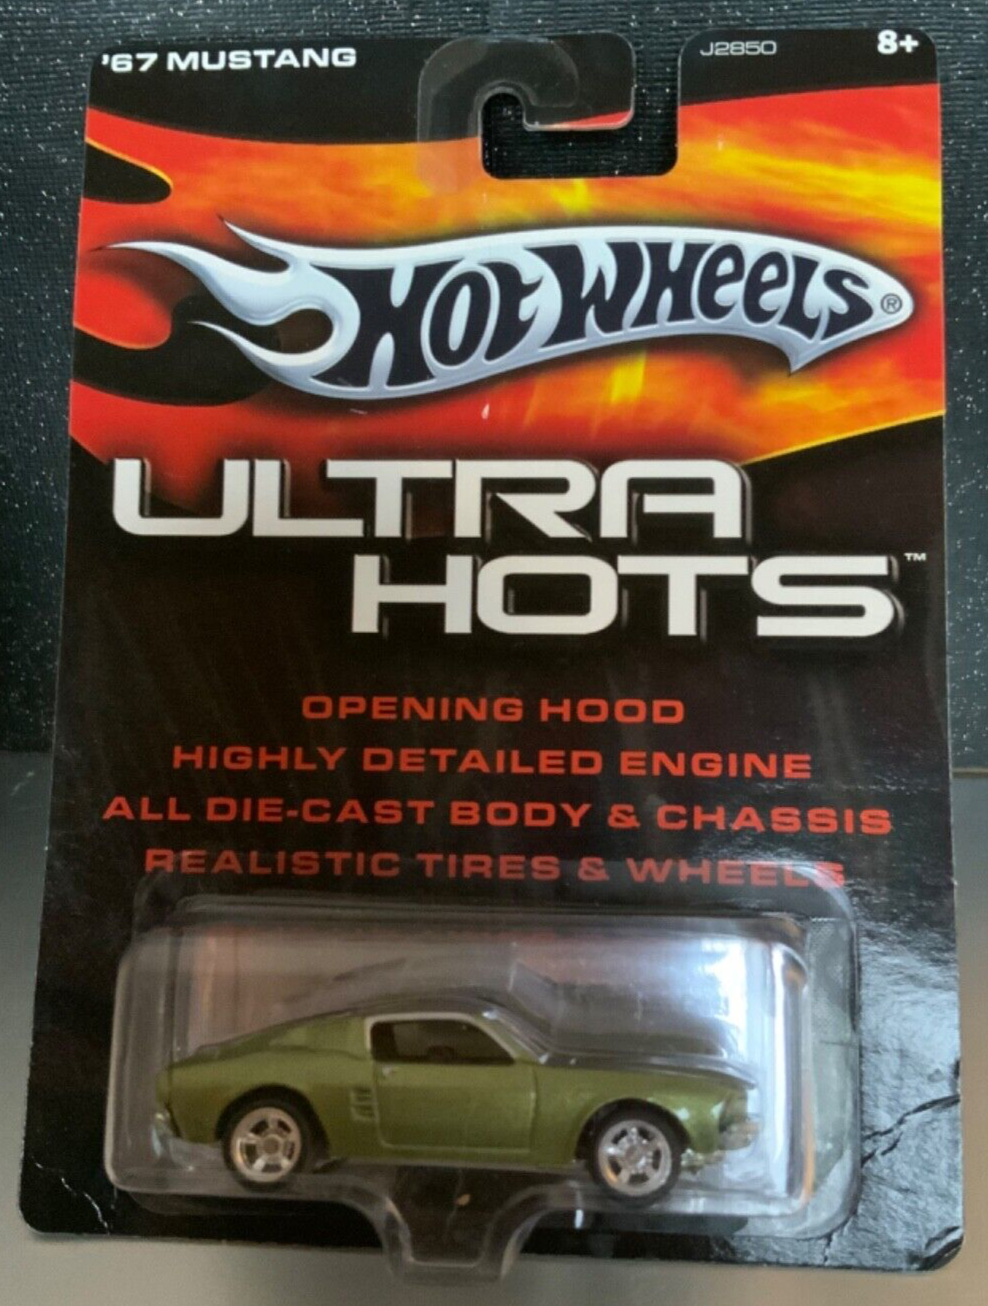 '67 MUSTANG
J2850
8+
HOT WHEELS®
ULTRA
HOTS™
OPENING HOOD
HIGHLY DETAILED ENGINE
ALL DIE-CAST BODY & CHASSIS
REALISTIC TIRES & WHEELS